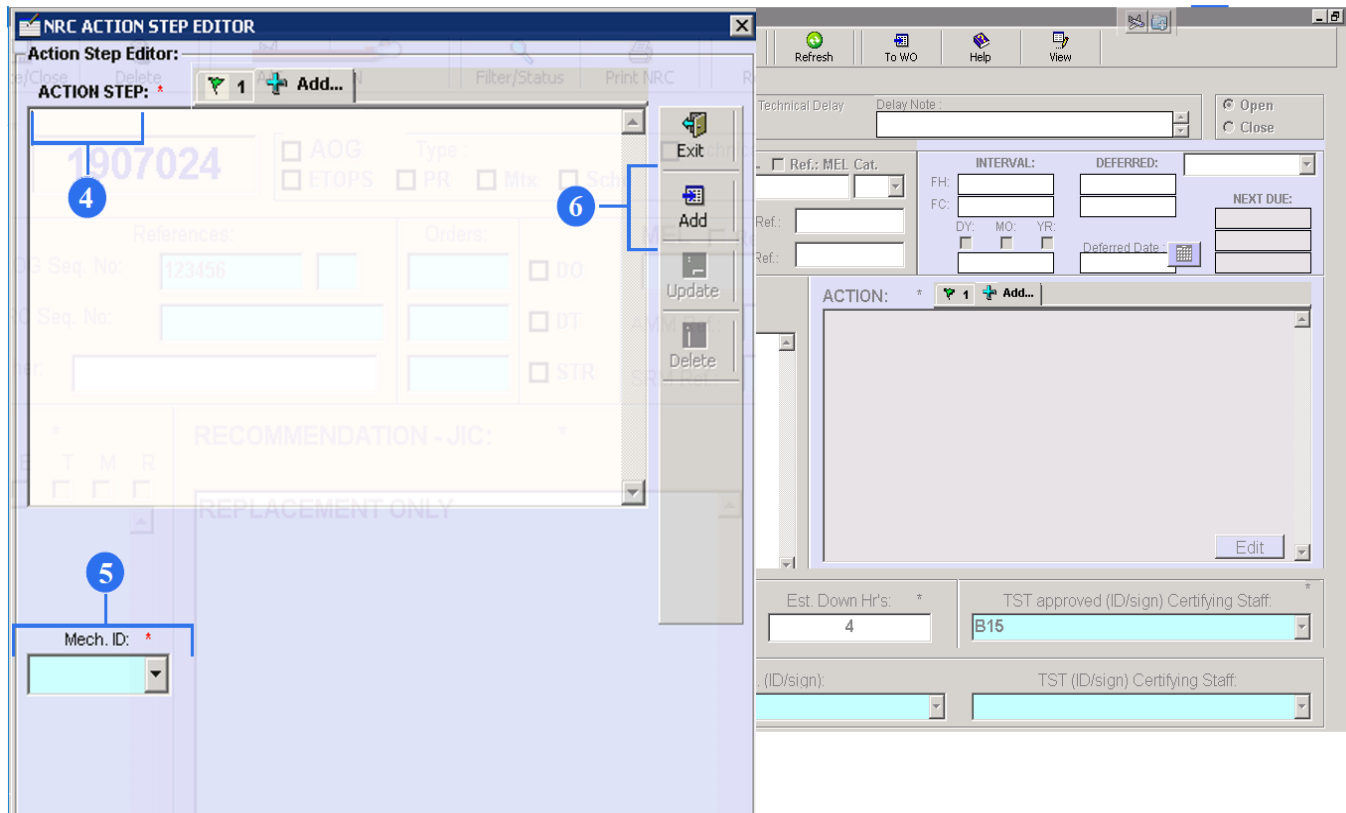 NRC ACTION STEP EDITOR
Action Step Editor:
ACTION STEP: *
1
Add...
Exit
Add
Update
Delete
4
6
5
Mech. ID: *
Delete
Filter/Status
Print NRC
1907024
AOG
ETOPS
Type :
PR
Mtx
References:
Orders:
Seq. No:
123456
DO
Seq. No:
DT
STR
*
T M R
RECOMMENDATION - JIC: *
REPLACEMENT ONLY
Refresh
To WO
Help
View
Technical Delay
Delay Note :
Open
Close
Ref.: MEL Cat.
Ref.:
Ref.:
INTERVAL:
DEFERRED:
FH:
FC:
DY: MO: YR:
Deferred Date :
NEXT DUE:
ACTION: *
1
Add...
Edit
Est. Down Hr's: *
4
TST approved (ID/sign) Certifying Staff: *
B15
(ID/sign):
TST (ID/sign) Certifying Staff: